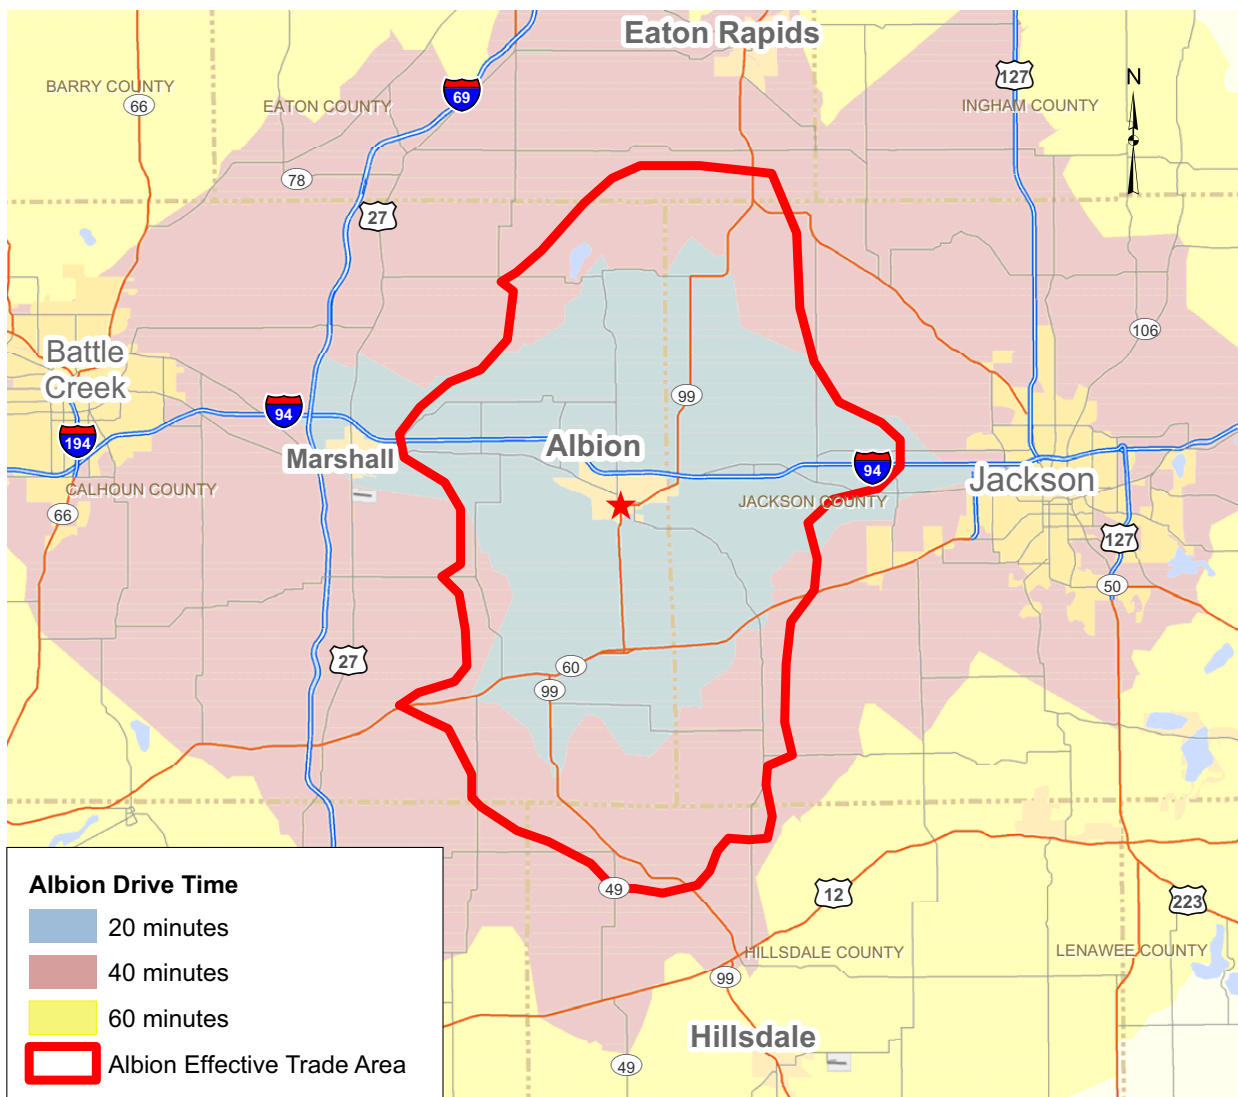 Eaton Rapids
BARRY COUNTY
66
EATON COUNTY
69
127
INGHAM COUNTY
N
78
27
106
Battle
Creek
99
94
194
Marshall
Albion
94
Jackson
CALHOUN COUNTY
JACKSON COUNTY
66
127
50
27
60
99
49
12
223
HILLSDALE COUNTY
LENAWEE COUNTY
99
Hillsdale
49
Albion Drive Time
20 minutes
40 minutes
60 minutes
Albion Effective Trade Area